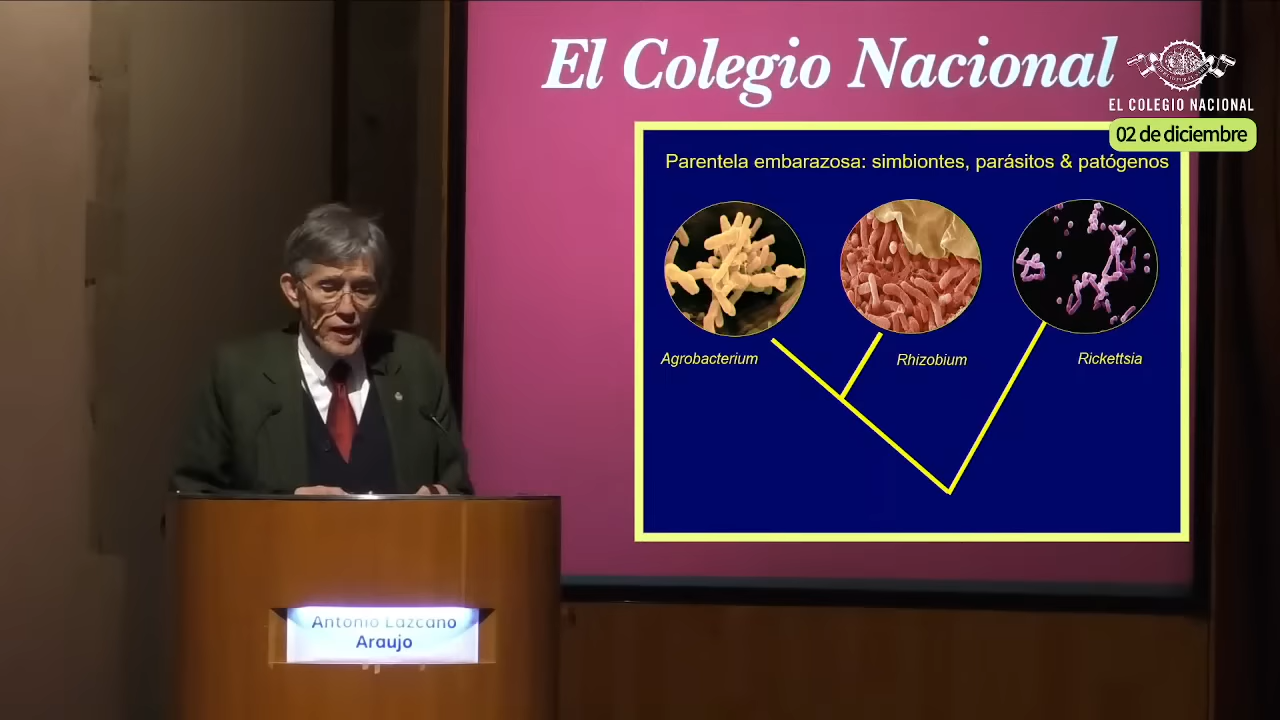 El Colegio Nacional
EL COLEGIO NACIONAL
02 de diciembre
Parentela embarazosa: simbiontes, parásitos & patógenos
Agrobacterium
Rhizobium
Rickettsia
Antonio Lazcano
Araujo